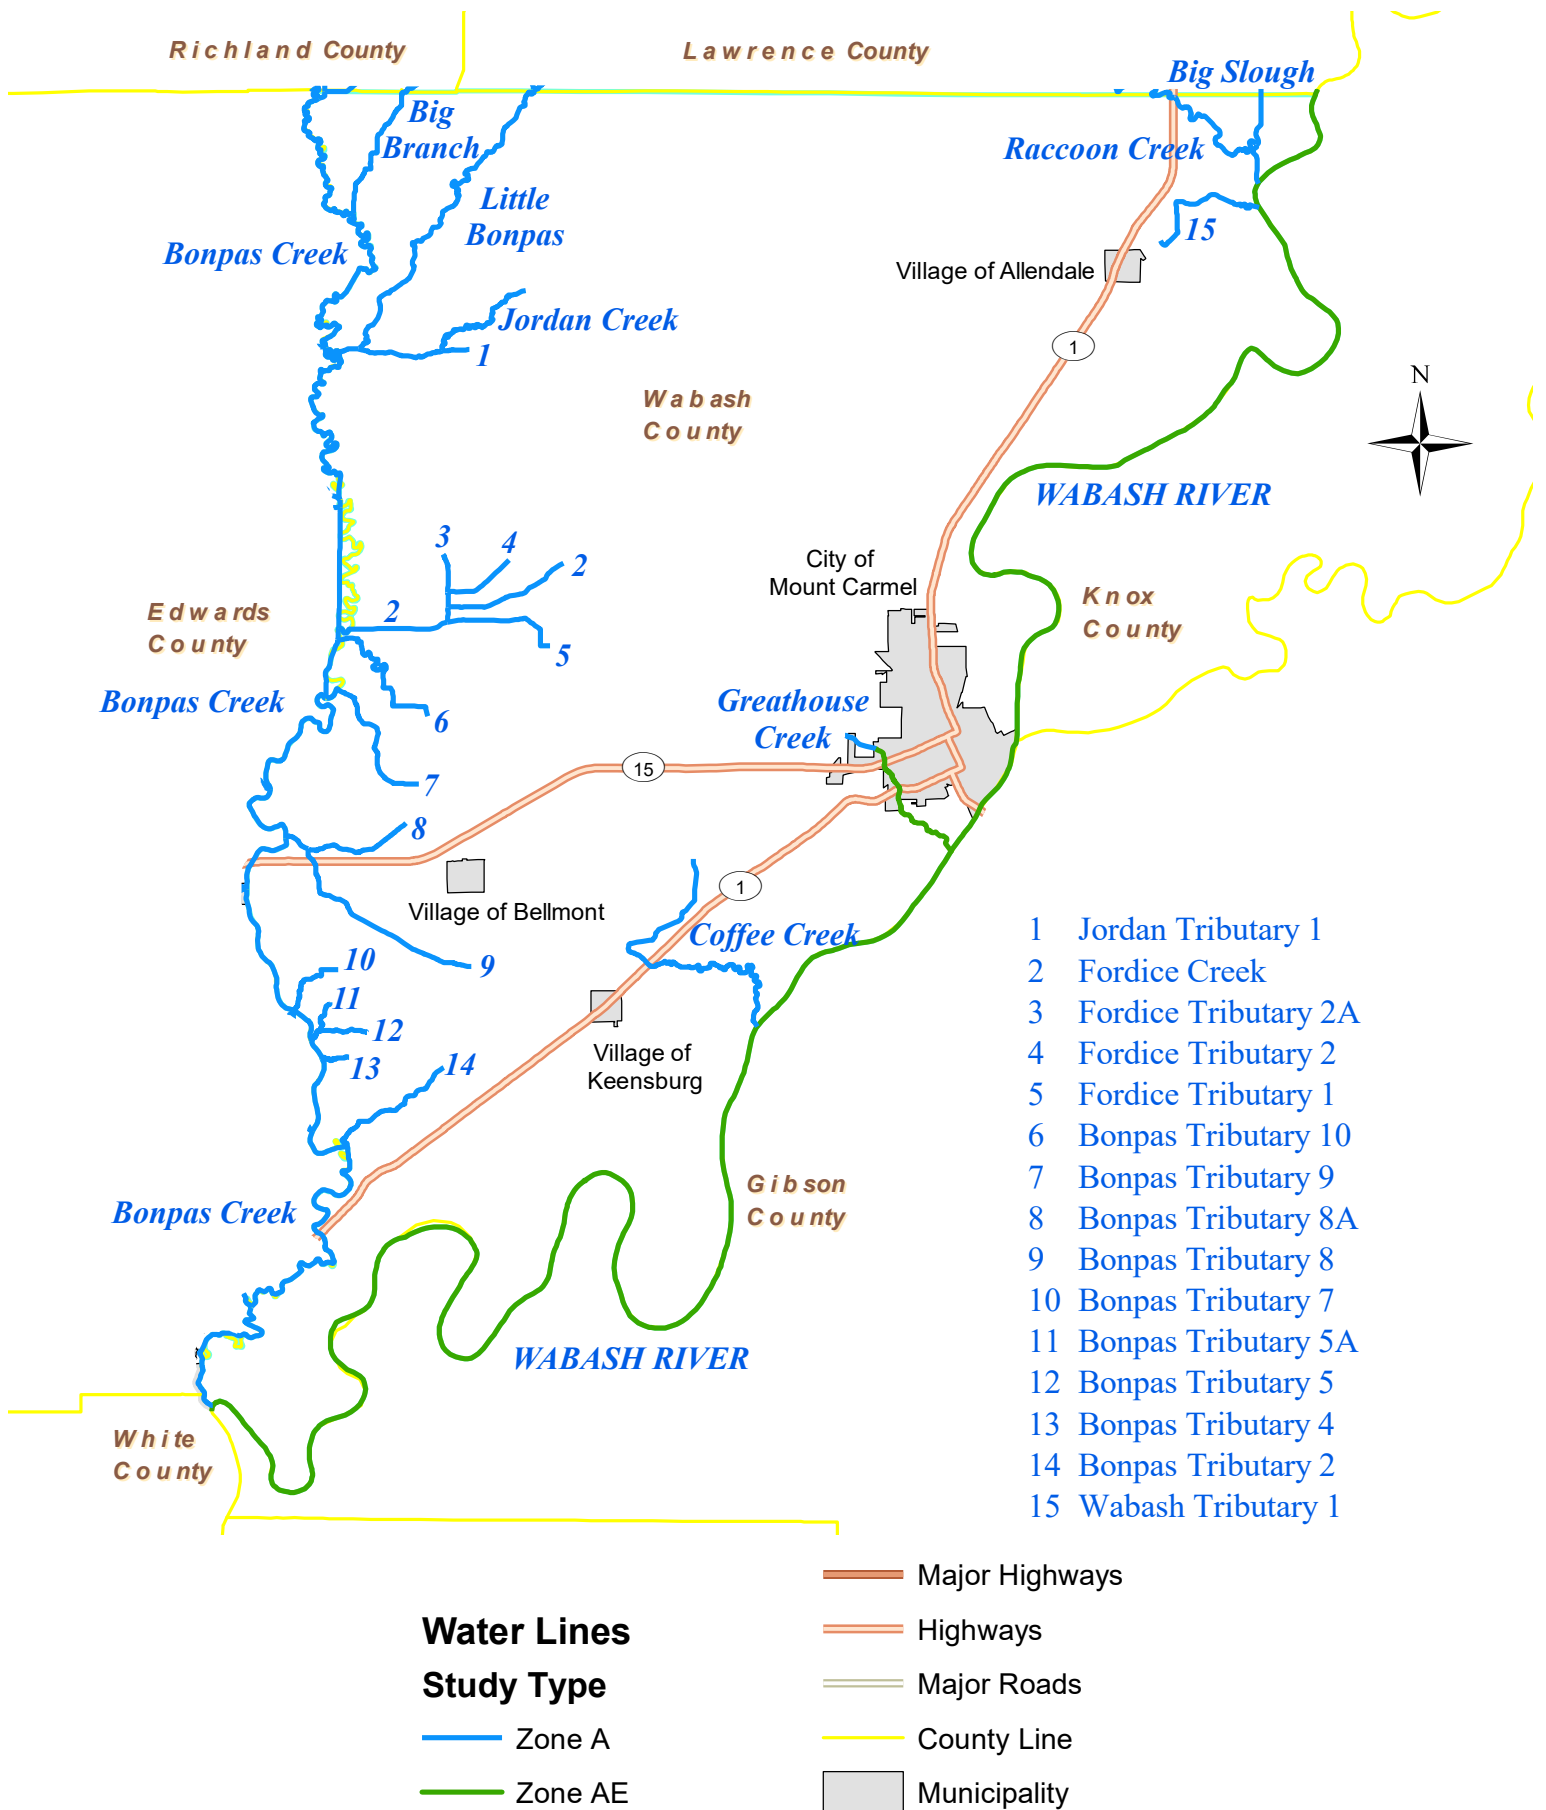 Richland County
Lawrence County
Big Slough
Big
Branch
Raccoon Creek
Little
Bonpas
15
Bonpas Creek
Village of Allendale
Jordan Creek
1
1
N
Wabash
County
WABASH RIVER
3
4
2
City of
Mount Carmel
Edwards
County
2
Knox
County
5
Bonpas Creek
6
Greathouse
Creek
15
7
8
1
Village of Bellmont
Coffee Creek
9
10
11
12
13
14
Village of
Keensburg
Gibson
County
Bonpas Creek
WABASH RIVER
White
County
1 Jordan Tributary 1
2 Fordice Creek
3 Fordice Tributary 2A
4 Fordice Tributary 2
5 Fordice Tributary 1
6 Bonpas Tributary 10
7 Bonpas Tributary 9
8 Bonpas Tributary 8A
9 Bonpas Tributary 8
10 Bonpas Tributary 7
11 Bonpas Tributary 5A
12 Bonpas Tributary 5
13 Bonpas Tributary 4
14 Bonpas Tributary 2
15 Wabash Tributary 1
Water Lines
Study Type
Zone A
Zone AE
Major Highways
Highways
Major Roads
County Line
Municipality